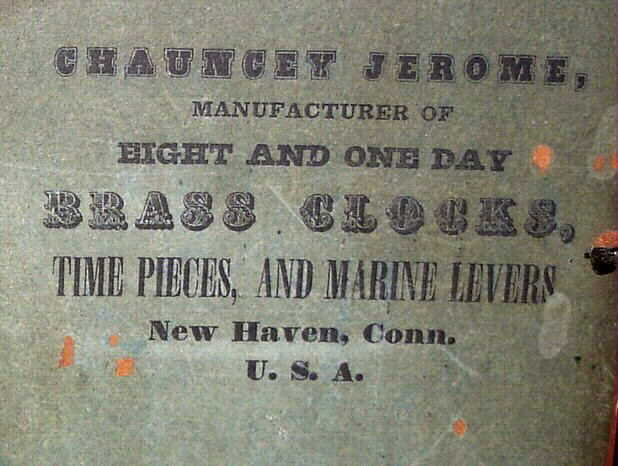 CHAUNCEY JEROME,
MANUFACTURER OF
EIGHT AND ONE DAY
BRASS CLOCKS,
TIME PIECES, AND MARINE LEVERS
New Haven, Conn.
U. S. A.